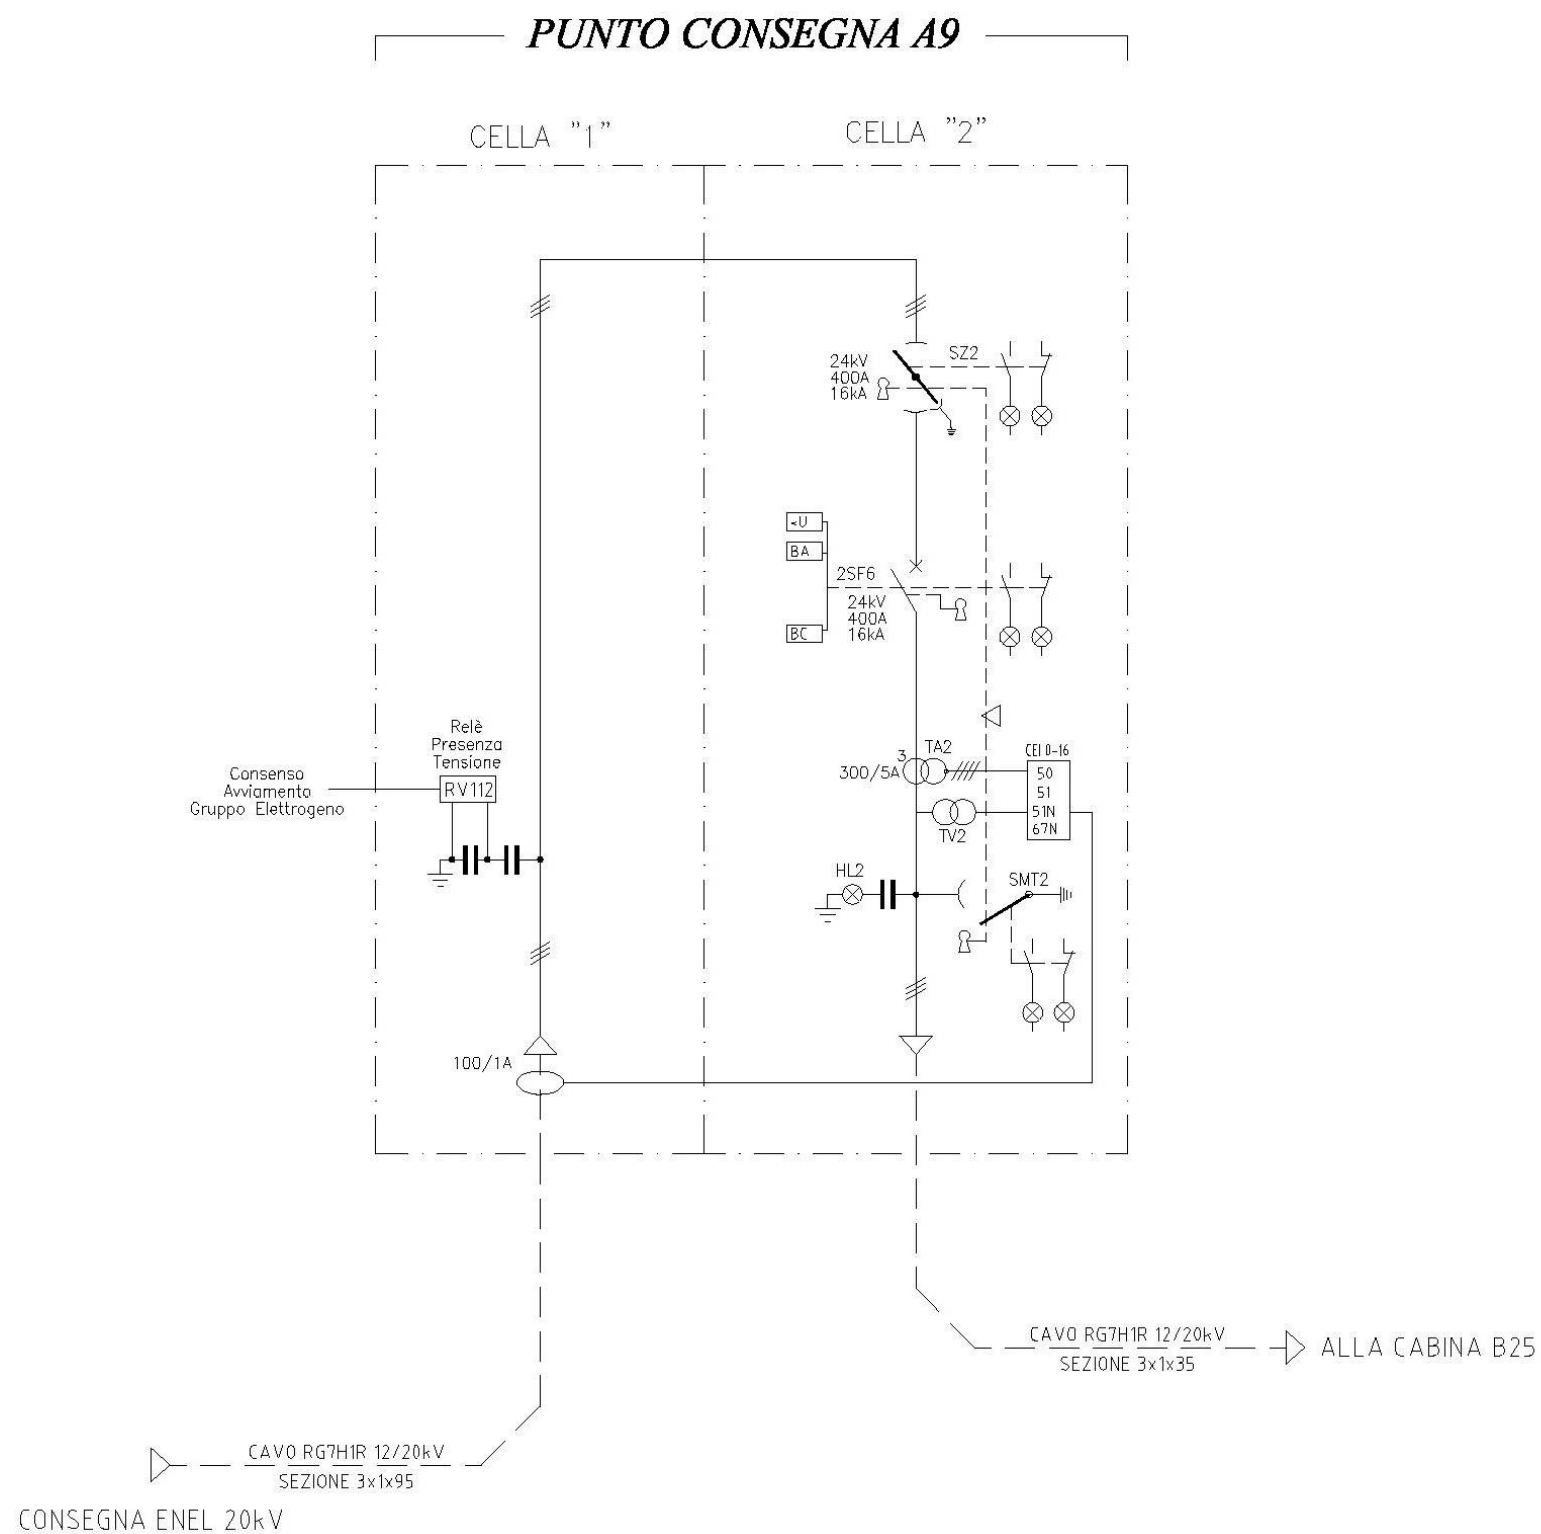 PUNTO CONSEGNA A9
CELLA "1"
CELLA "2"
SZ2
24kV
400A
16kA
<U
BA
2SF6
24kV
400A
16kA
BC
Relè
Presenza
Tensione
RV112
Consenso
Avviamento
Gruppo Elettrogeno
3
TA2
300/5A
CEI 0-16
50
51
51N
67N
TV2
HL2
SMT2
100/1A
CAVO RG7H1R 12/20kV
SEZIONE 3x1x35
ALLA CABINA B25
CAVO RG7H1R 12/20kV
SEZIONE 3x1x95
CONSEGNA ENEL 20kV